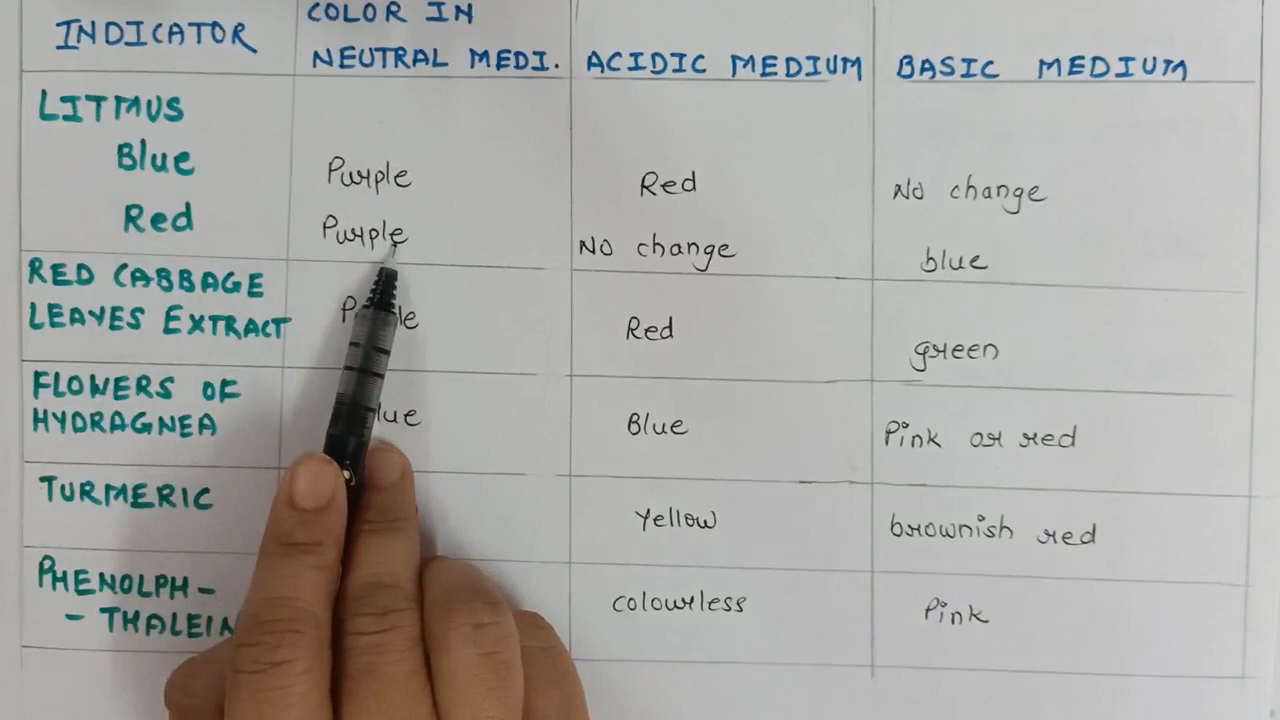 INDICATOR
COLOR IN
NEUTRAL MEDI.
ACIDIC MEDIUM
BASIC MEDIUM
LITMUS
Blue
Purple
Red
No change
Red
Purple
No change
blue
RED CABBAGE
LEAVES EXTRACT
Red
green
FLOWERS OF
HYDRAGNEA
Blue
Pink or red
TURMERIC
yellow
brownish red
PHENOLPH-
- THALEIN
colourless
Pink